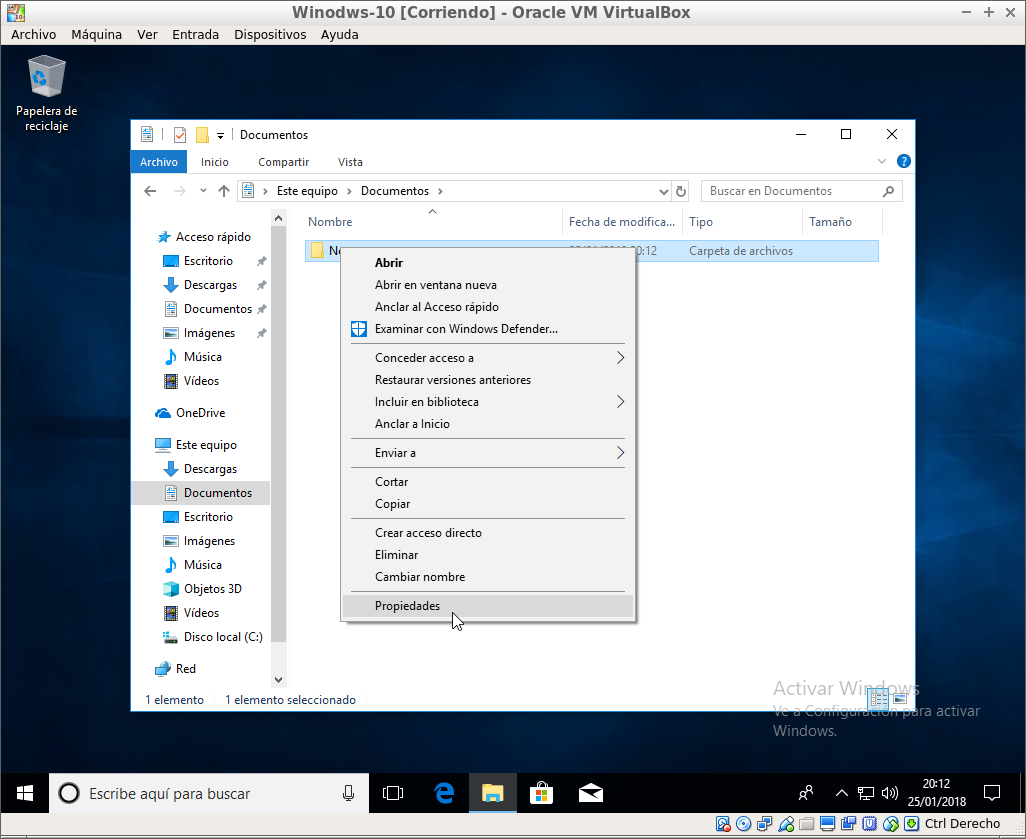 Winodws-10 [Corriendo] - Oracle VM VirtualBox
Archivo Máquina Ver Entrada Dispositivos Ayuda
Papelera de
reciclaje
Documentos
Archivo Inicio Compartir Vista
Este equipo Documentos
Buscar en Documentos
Nombre Fecha de modifica... Tipo Tamaño
Carpeta de archivos
Acceso rápido
Escritorio
Descargas
Documentos
Imágenes
Música
Vídeos
OneDrive
Este equipo
Descargas
Documentos
Escritorio
Imágenes
Música
Objetos 3D
Vídeos
Disco local (C:)
Red
Abrir
Abrir en ventana nueva
Anclar al Acceso rápido
Examinar con Windows Defender...
Conceder acceso a
Restaurar versiones anteriores
Incluir en biblioteca
Anclar a Inicio
Enviar a
Cortar
Copiar
Crear acceso directo
Eliminar
Cambiar nombre
Propiedades
1 elemento 1 elemento seleccionado
Activar Windows
Ve a Configuración para activar
Windows.
Escribe aquí para buscar
20:12
25/01/2018
Ctrl Derecho